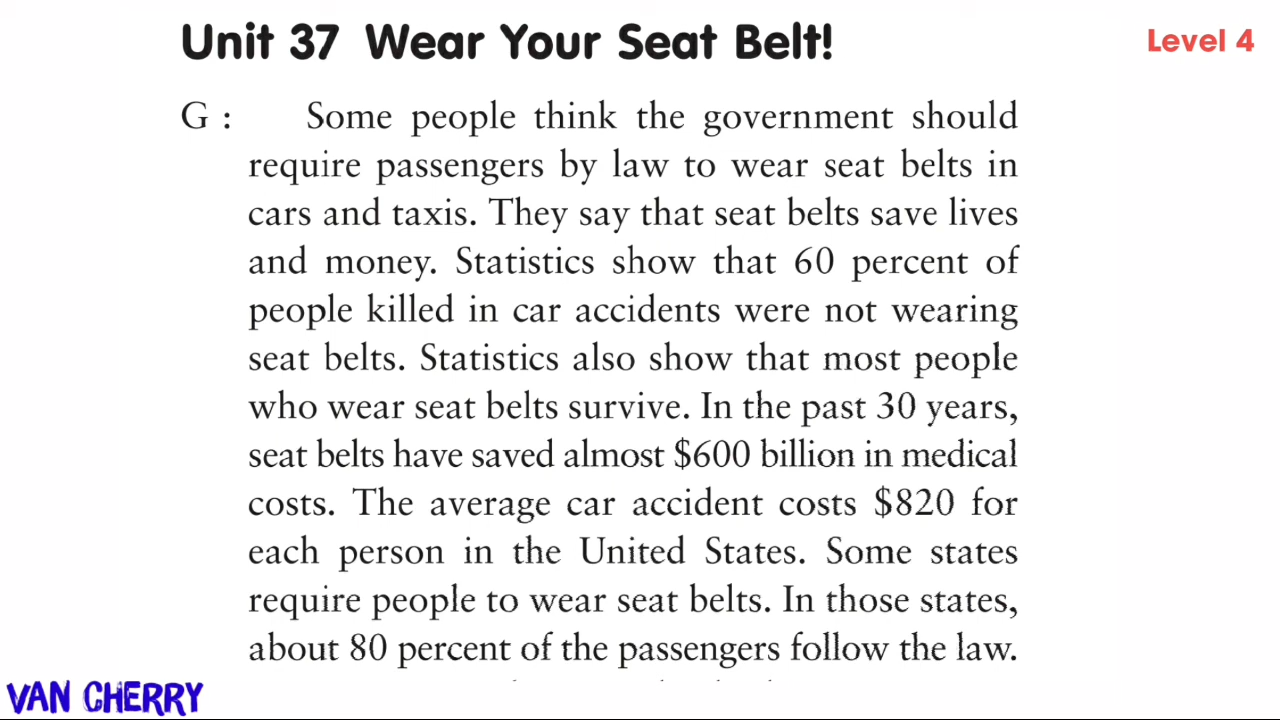 Unit 37 Wear Your Seat Belt!
Level 4
G : Some people think the government should
require passengers by law to wear seat belts in
cars and taxis. They say that seat belts save lives
and money. Statistics show that 60 percent of
people killed in car accidents were not wearing
seat belts. Statistics also show that most people
who wear seat belts survive. In the past 30 years,
seat belts have saved almost $600 billion in medical
costs. The average car accident costs $820 for
each person in the United States. Some states
require people to wear seat belts. In those states,
about 80 percent of the passengers follow the law.
VAN CHERRY